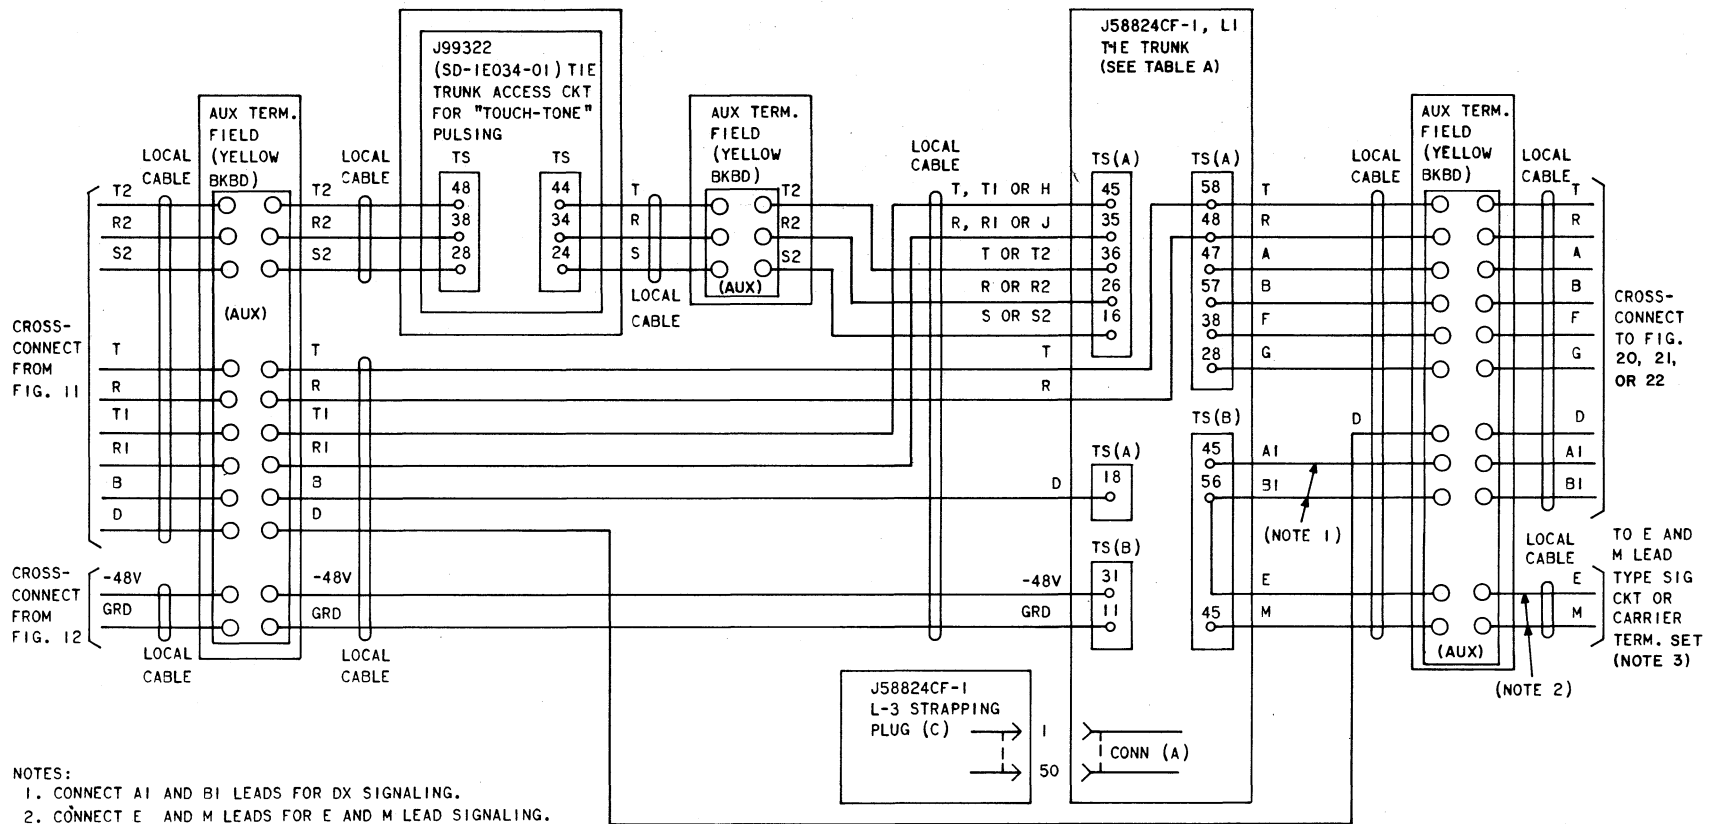 J99322
(SD-1E034-01) TIE
TRUNK ACCESS CKT
FOR "TOUCH-TONE"
PULSING
J58824CF-1, L1
TIE TRUNK
(SEE TABLE A)
AUX TERM.
FIELD
(YELLOW
BKBD)
AUX TERM.
FIELD
(YELLOW
BKBD)
AUX TERM.
FIELD
(YELLOW
BKBD)
LOCAL
CABLE
LOCAL
CABLE
LOCAL
CABLE
LOCAL
CABLE
LOCAL
CABLE
TS
TS
TS(A)
TS(A)
T2
R2
S2
T2
R2
S2
48
38
28
44
34
24
T
R
S
T2
R2
S2
(AUX)
(AUX)
LOCAL
CABLE
T, T1 OR H
R, R1 OR J
T OR T2
R OR R2
S OR S2
T
R
45
35
36
26
16
58
48
47
57
38
28
T
R
A
B
F
G
T
R
A
B
F
G
CROSS-
CONNECT
TO FIG.
20, 21,
OR 22
CROSS-
CONNECT
FROM
FIG. 11
T
R
T1
R1
B
D
T
R
T1
R1
B
D
D
TS(A)
18
TS(B)
45
56
A1
B1
D
D
A1
B1
(NOTE 1)
CROSS-
CONNECT
FROM
FIG. 12
-48V
GRD
-48V
GRD
-48V
GRD
TS(B)
31
11
45
E
M
LOCAL
CABLE
E
M
TO E AND
M LEAD
TYPE SIG
CKT OR
CARRIER
TERM. SET
(NOTE 3)
LOCAL
CABLE
LOCAL
CABLE
(AUX)
(NOTE 2)
J58824CF-1
L-3 STRAPPING
PLUG (C)
1
50
CONN (A)
NOTES:
1. CONNECT A1 AND B1 LEADS FOR DX SIGNALING.
2. CONNECT E AND M LEADS FOR E AND M LEAD SIGNALING.